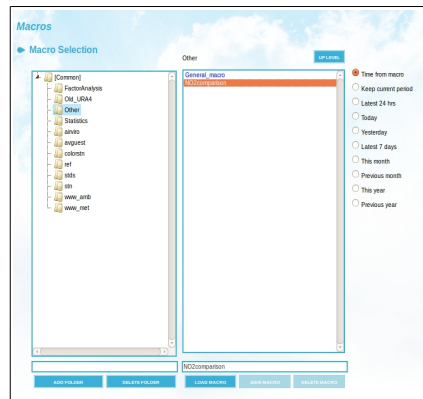 Macros
Macro Selection
Other
UP LEVEL
[Common]
FactorAnalysis
Old_URA4
Other
Statistics
airviro
avguest
colorstn
ref
stds
stn
www_amb
www_met
General_macro
NO2comparison
Time from macro
Keep current period
Latest 24 hrs
Today
Yesterday
Latest 7 days
This month
Previous month
This year
Previous year
NO2comparison
ADD FOLDER
DELETE FOLDER
LOAD MACRO
SAVE MACRO
DELETE MACRO